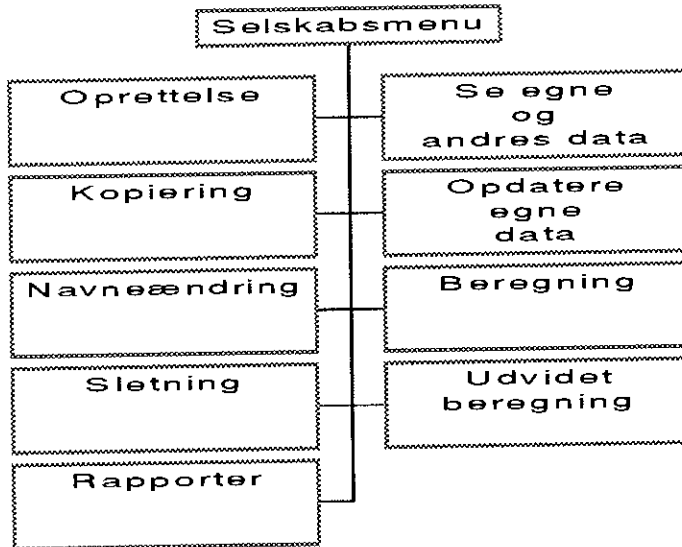 Selskabsmenu
Oprettelse
Se egne
og
andres data
Kopiering
Opdatere
egne
data
Navneændring
Beregning
Sletning
Udvidet
beregning
Rapporter